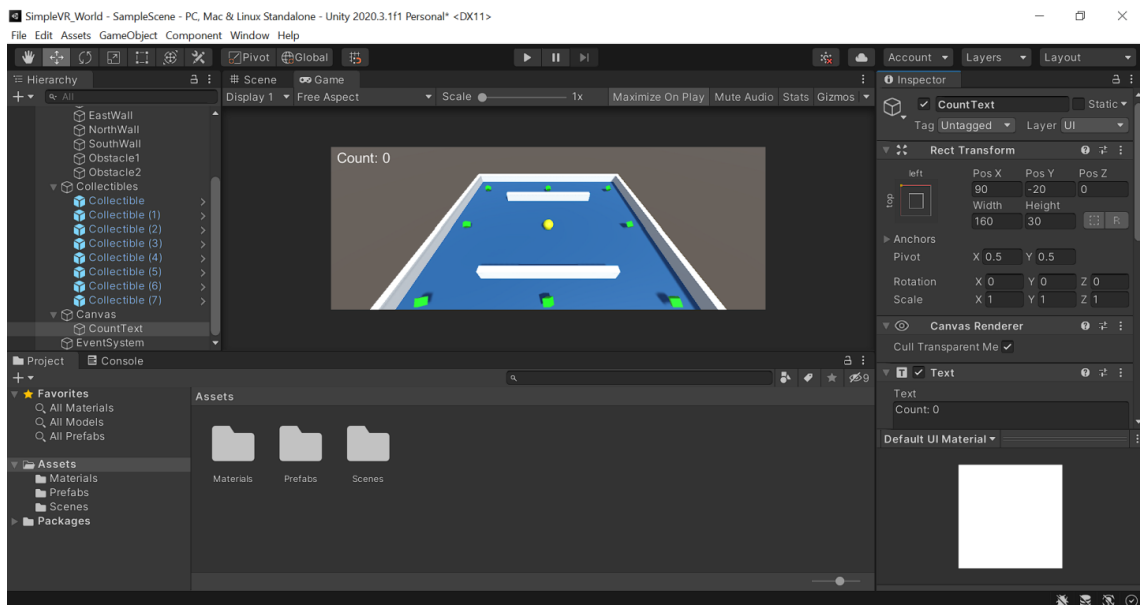 SimpleVR_World - SampleScene - PC, Mac & Linux Standalone - Unity 2020.3.1f1 Personal* <DX11>
File Edit Assets GameObject Component Window Help
Pivot Global Account Layers Layout
Hierarchy
All
EastWall
NorthWall
SouthWall
Obstacle1
Obstacle2
Collectibles
Collectible
Collectible (1)
Collectible (2)
Collectible (3)
Collectible (4)
Collectible (5)
Collectible (6)
Collectible (7)
Canvas
CountText
EventSystem
Scene Game
Display 1 Free Aspect Scale 1x Maximize On Play Mute Audio Stats Gizmos
Count: 0
Inspector
CountText Static
Tag Untagged Layer UI
Rect Transform
left Pos X Pos Y Pos Z
top 90 -20 0
Width Height
160 30 R
Anchors
Pivot X 0.5 Y 0.5
Rotation X 0 Y 0 Z 0
Scale X 1 Y 1 Z 1
Canvas Renderer
Cull Transparent Me
Text
Text
Count: 0
Default UI Material
Project Console
9
Favorites
All Materials
All Models
All Prefabs
Assets
Materials
Prefabs
Scenes
Packages
Assets
Materials Prefabs Scenes